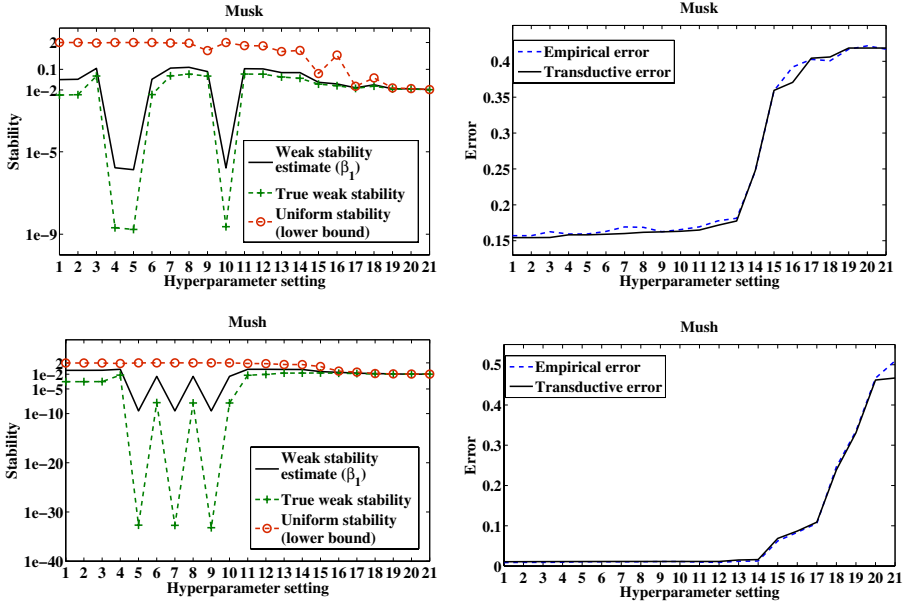 Musk
Stability
2
0.1
1e−2
1e−5
1e−9
Weak stability
estimate (β1)
True weak stability
Uniform stability
(lower bound)
1 2 3 4 5 6 7 8 9 10 11 12 13 14 15 16 17 18 19 20 21
Hyperparameter setting
Musk
Error
0.4
0.35
0.3
0.25
0.2
0.15
Empirical error
Transductive error
1 2 3 4 5 6 7 8 9 10 11 12 13 14 15 16 17 18 19 20 21
Hyperparameter setting
Mush
Stability
2
1e−2
1e−5
1e−10
1e−20
1e−30
1e−40
Weak stability
estimate (β1)
True weak stability
Uniform stability
(lower bound)
1 2 3 4 5 6 7 8 9 10 11 12 13 14 15 16 17 18 19 20 21
Hyperparameter setting
Mush
Error
0.5
0.4
0.3
0.2
0.1
0
Empirical error
Transductive error
1 2 3 4 5 6 7 8 9 10 11 12 13 14 15 16 17 18 19 20 21
Hyperparameter setting